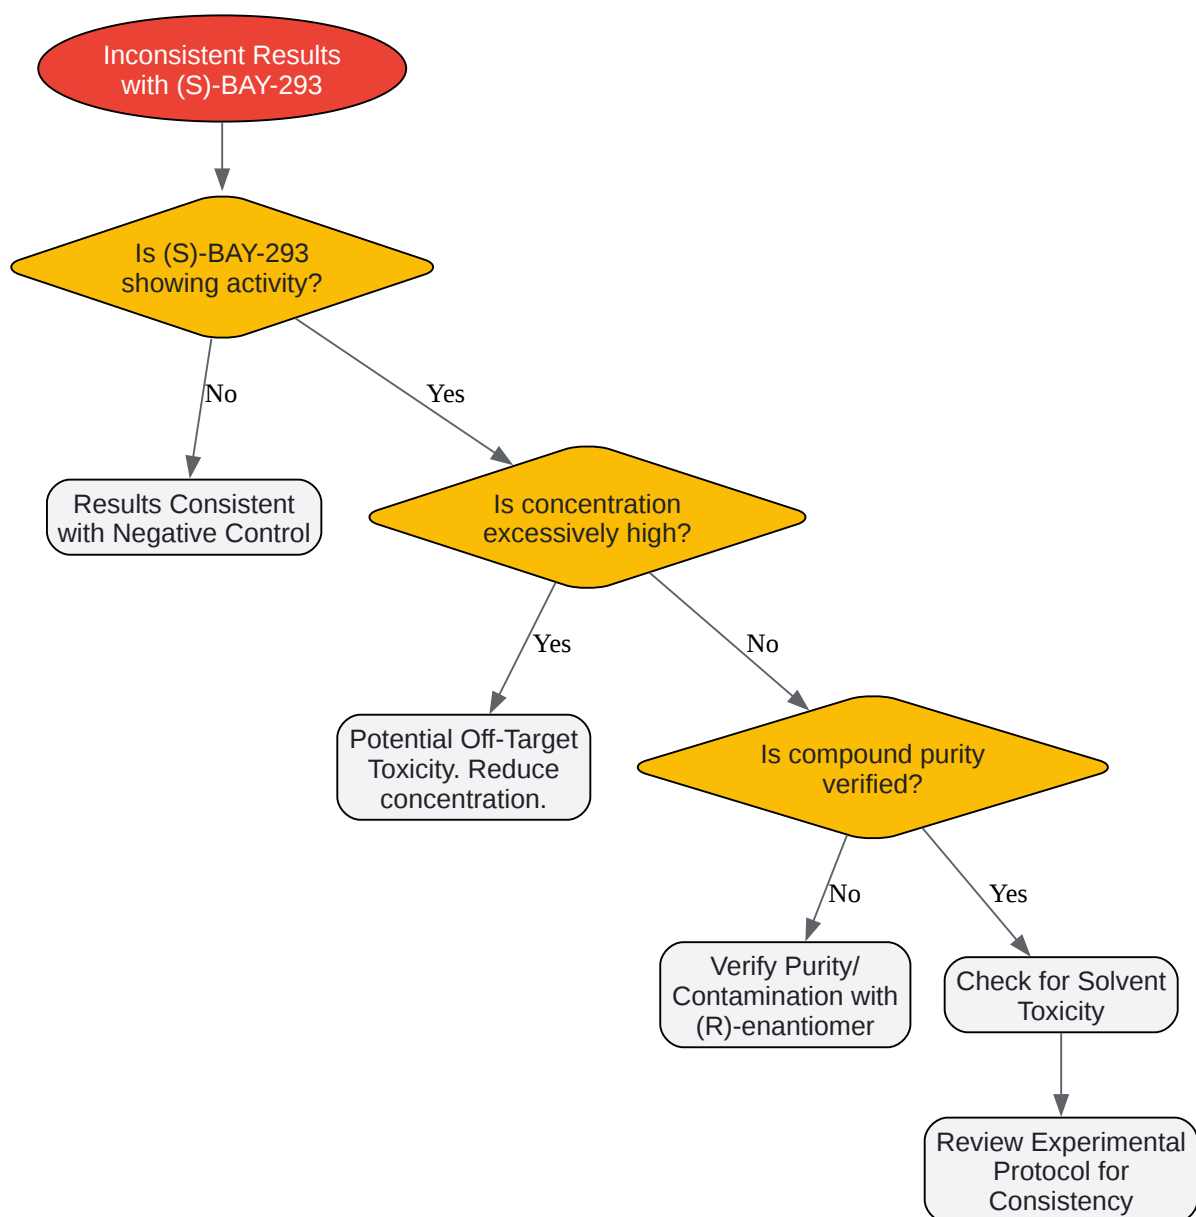 Inconsistent Results
with (S)-BAY-293
Is (S)-BAY-293
showing activity?
No
Yes
Results Consistent
with Negative Control
Is concentration
excessively high?
Yes
No
Potential Off-Target
Toxicity. Reduce
concentration.
Is compound purity
verified?
No
Yes
Verify Purity/
Contamination with
(R)-enantiomer
Check for Solvent
Toxicity
Review Experimental
Protocol for
Consistency